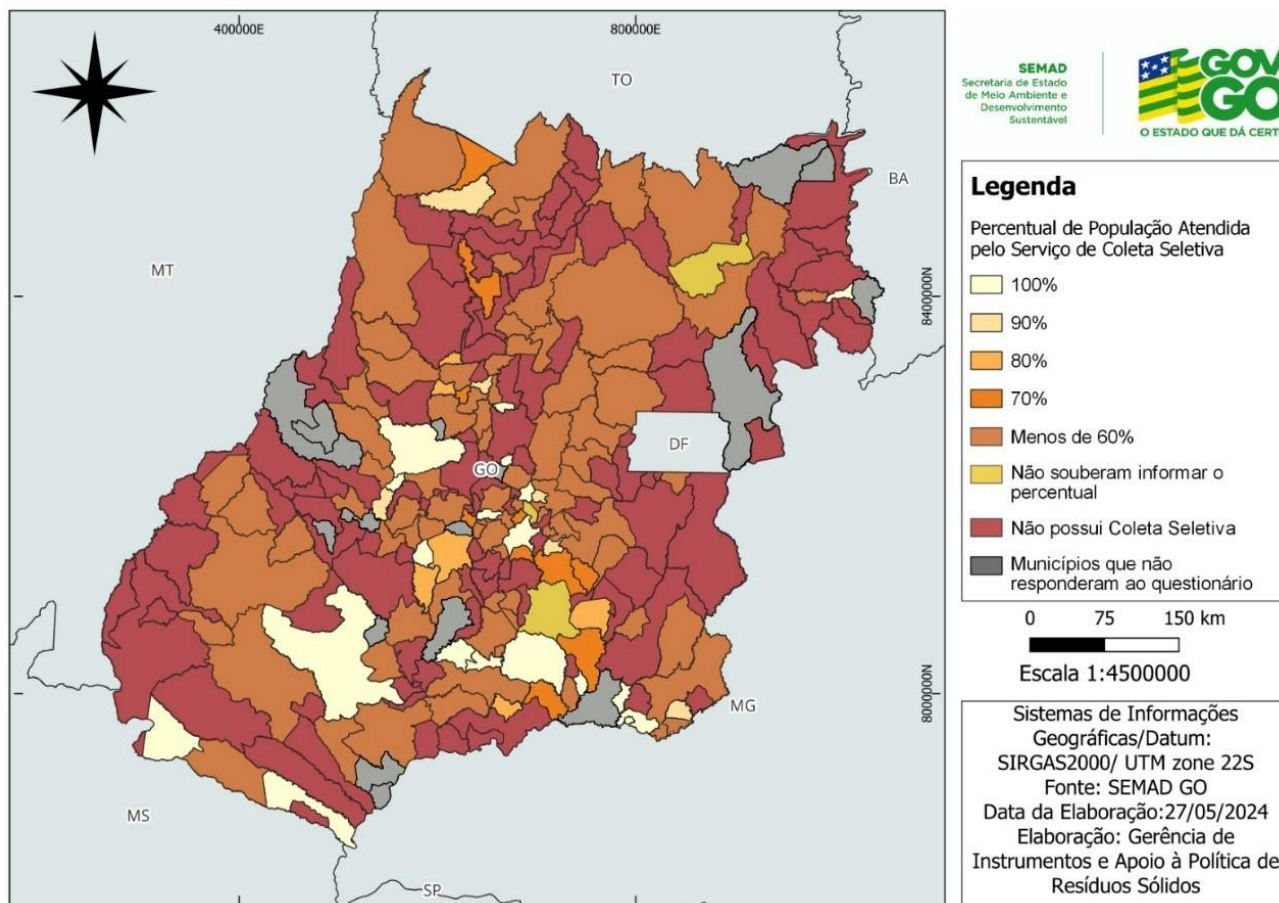 400000E
800000E
TO
BA
MT
8400000N
DF
GO
8000000N
MG
MS
SP
SEMAD
Secretaria de Estado
de Meio Ambiente e
Desenvolvimento
Sustentável
GOV
GO
O ESTADO QUE DÁ CERT
Legenda
Percentual de População Atendida
pelo Serviço de Coleta Seletiva
100%
90%
80%
70%
Menos de 60%
Não souberam informar o
percentual
Não possui Coleta Seletiva
Municípios que não
responderam ao questionário
0 75 150 km
Escala 1:4500000
Sistemas de Informações
Geográficas/Datum:
SIRGAS2000/ UTM zone 22S
Fonte: SEMAD GO
Data da Elaboração:27/05/2024
Elaboração: Gerência de
Instrumentos e Apoio à Política de
Resíduos Sólidos